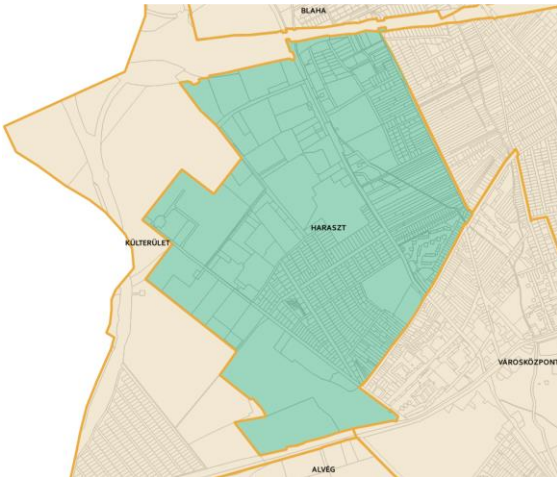 BLAHA
HARASZT
KÜLTERÜLET
VÁROSKÖZPONT
ALVÉG